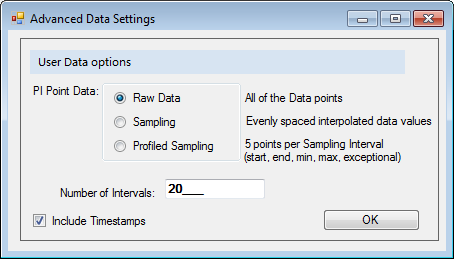 Advanced Data Settings
User Data options
PI Point Data: Raw Data All of the Data points
Sampling Evenly spaced interpolated data values
Profiled Sampling 5 points per Sampling Interval
(start, end, min, max, exceptional)
Number of Intervals: 20___
Include Timestamps OK